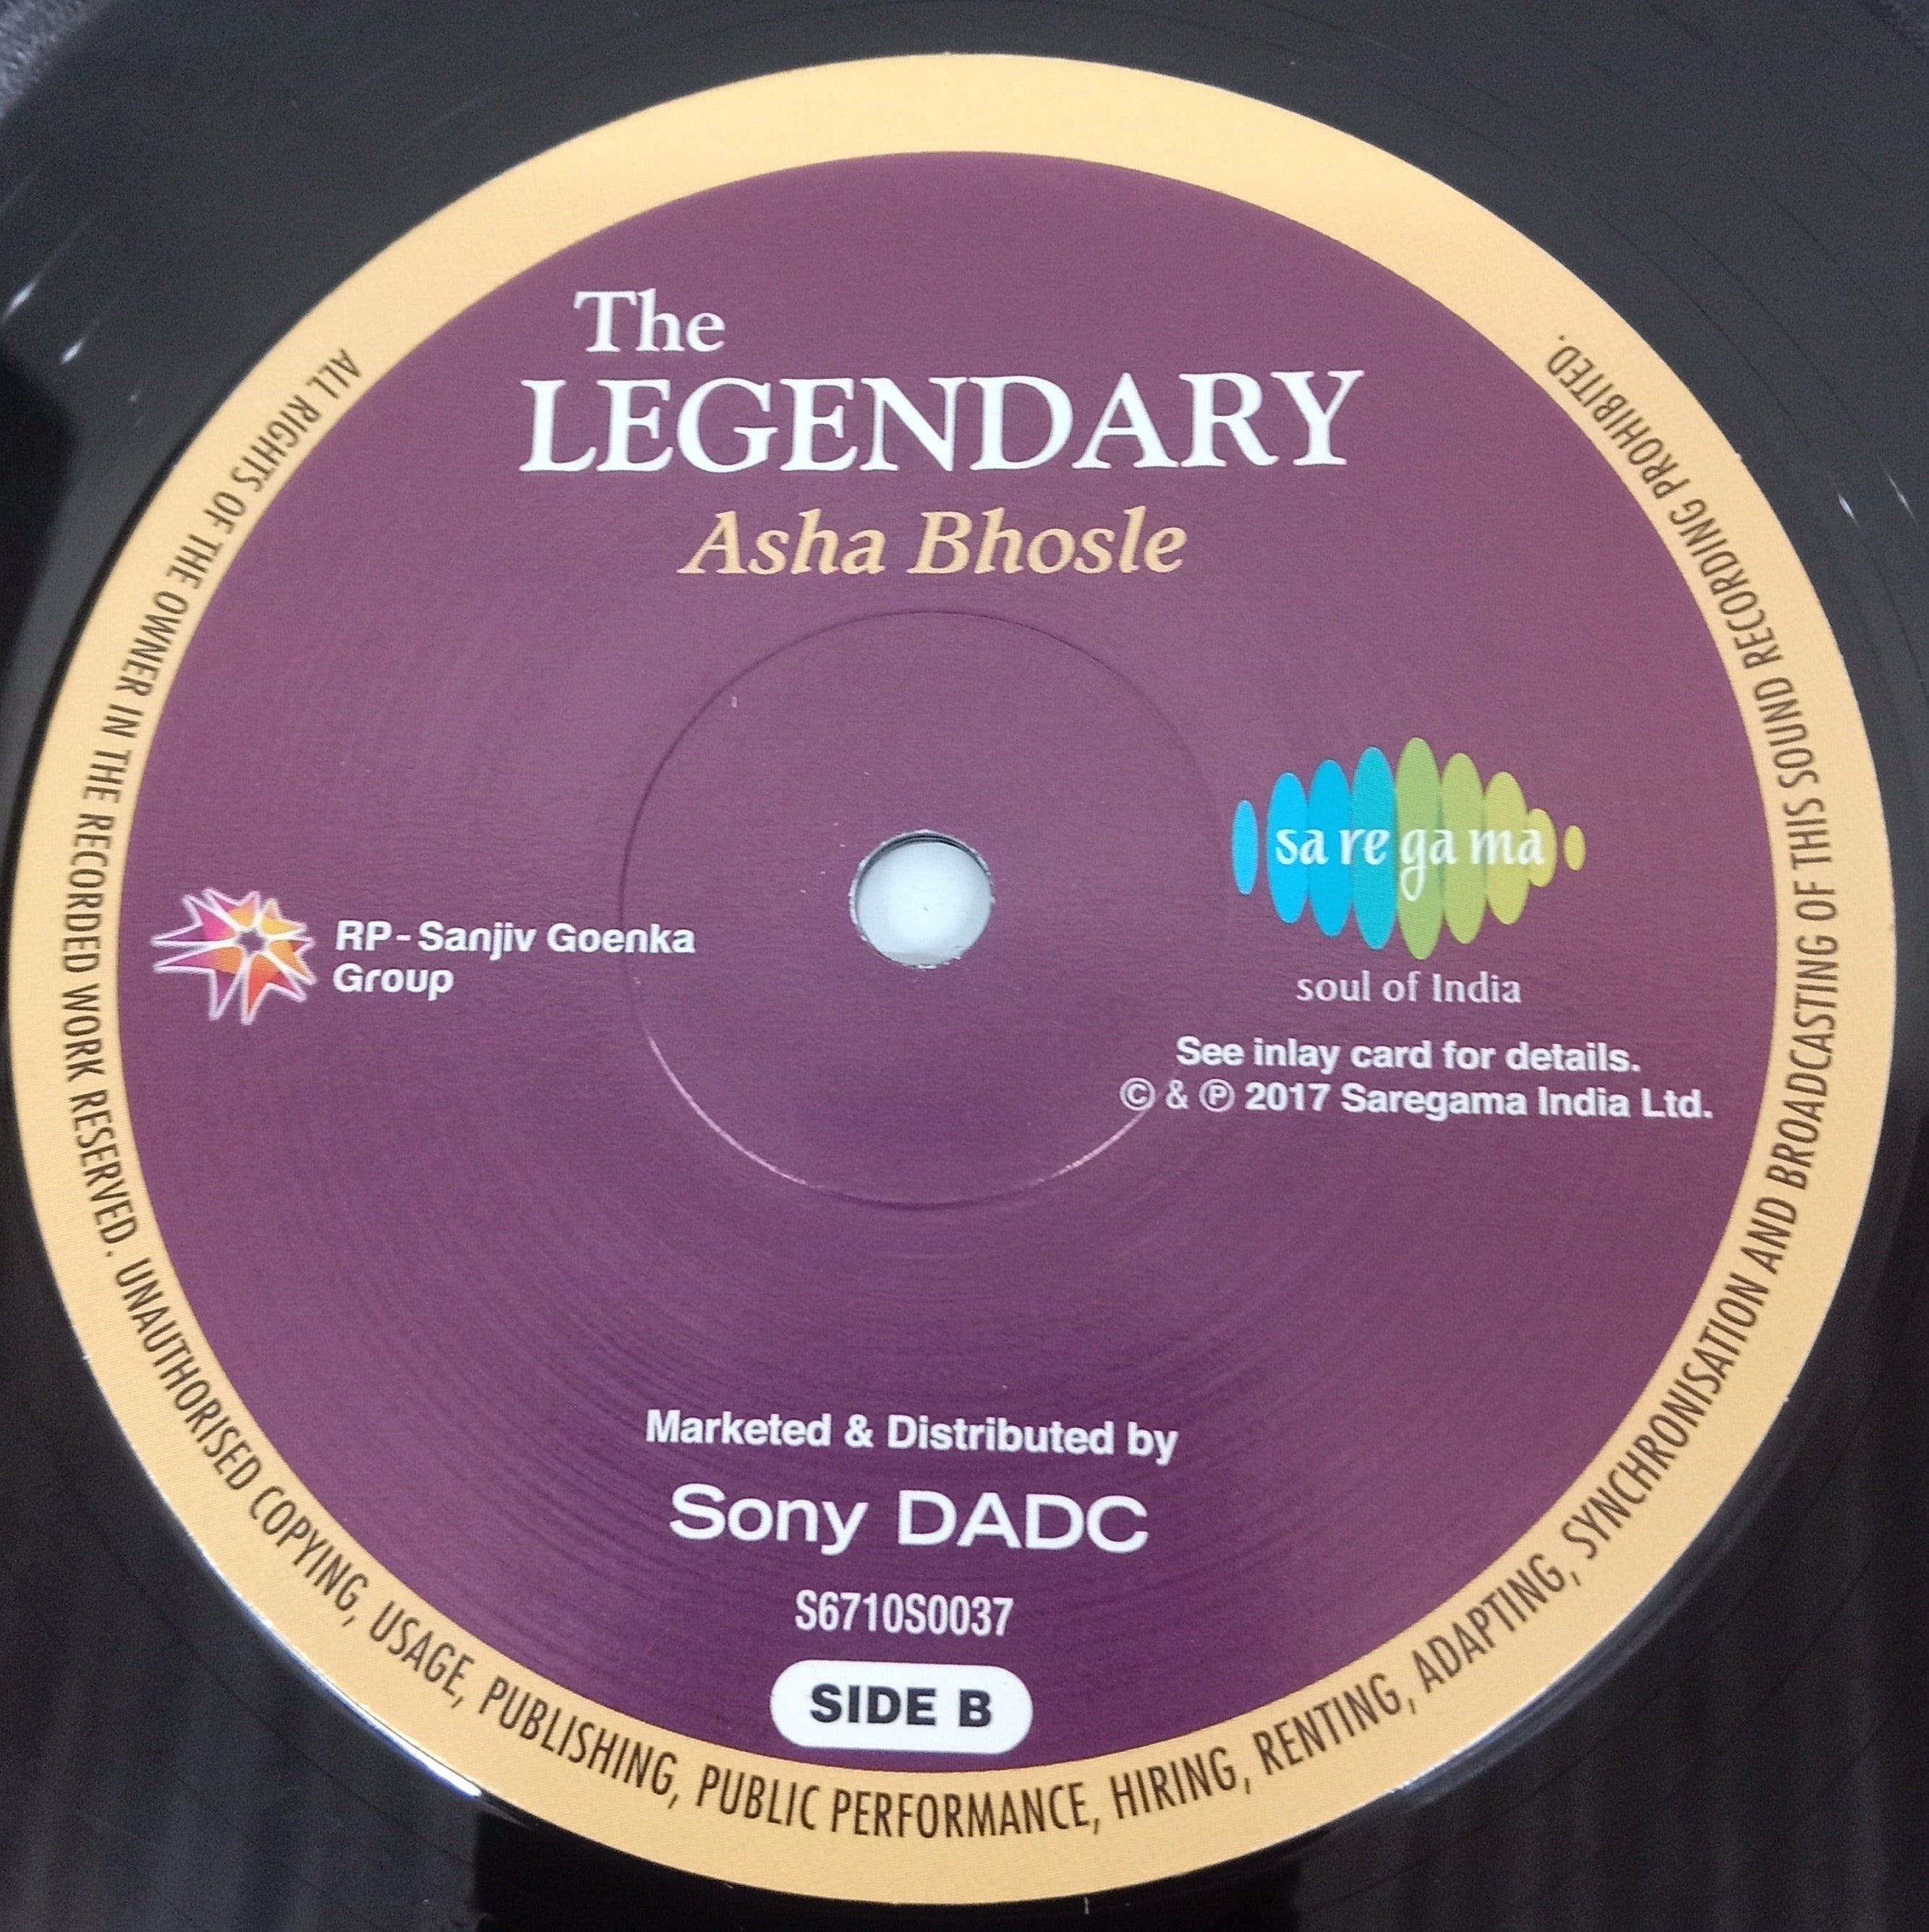 The
LEGENDARY
Asha Bhosle
sa re ga ma
soul of India
RP-Sanjiv Goenka
Group
See inlay card for details.
© & ℗ 2017 Saregama India Ltd.
Marketed & Distributed by
Sony DADC
S6710S0037
SIDE B
ALL RIGHTS OF THE OWNER IN THE RECORDED WORK RESERVED. UNAUTHORISED COPYING, USAGE, PUBLISHING, PUBLIC PERFORMANCE, HIRING, RENTING, ADAPTING, SYNCHRONISATION AND BROADCASTING OF THIS SOUND RECORDING PROHIBITED.